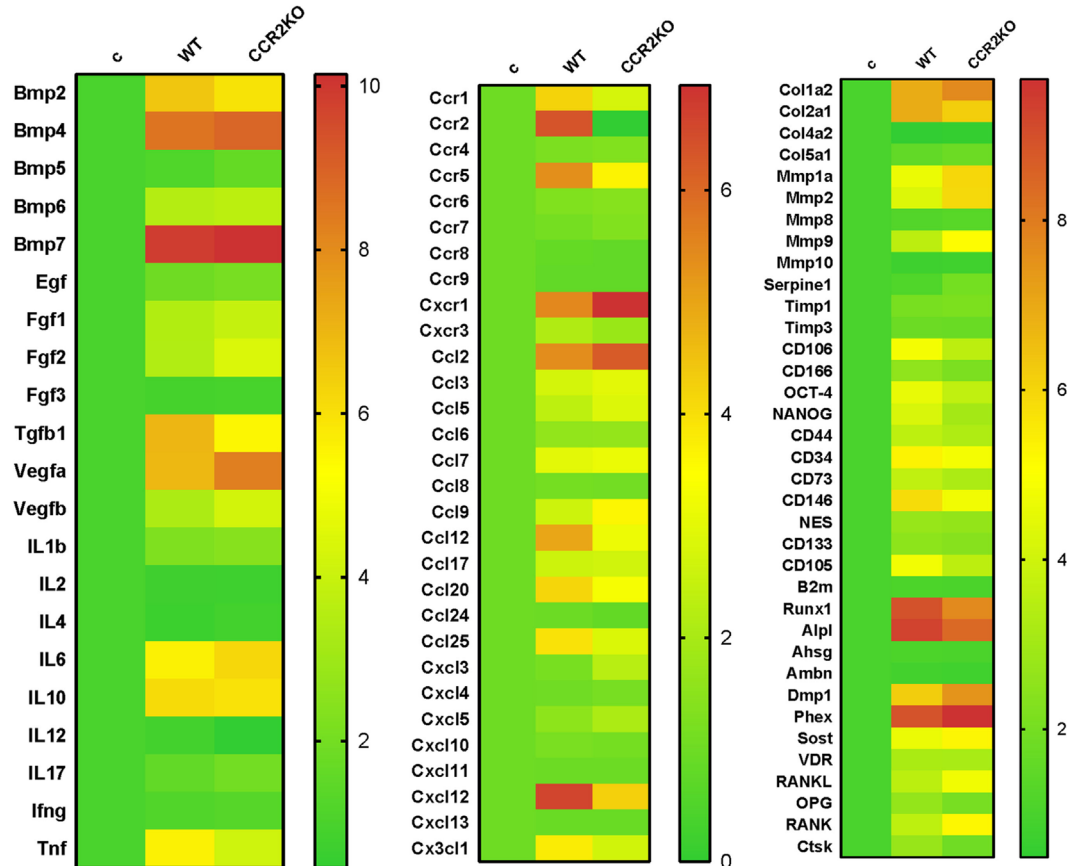 c WT CCR2KO
Bmp2
Bmp4
Bmp5
Bmp6
Bmp7
Egf
Fgf1
Fgf2
Fgf3
Tgfb1
Vegfa
Vegfb
IL1b
IL2
IL4
IL6
IL10
IL12
IL17
Ifng
Tnf
10
8
6
4
2
c WT CCR2KO
Ccr1
Ccr2
Ccr4
Ccr5
Ccr6
Ccr7
Ccr8
Ccr9
Cxcr1
Cxcr3
Ccl2
Ccl3
Ccl5
Ccl6
Ccl7
Ccl8
Ccl9
Ccl12
Ccl17
Ccl20
Ccl24
Ccl25
Cxcl3
Cxcl4
Cxcl5
Cxcl10
Cxcl11
Cxcl12
Cxcl13
Cx3cl1
6
4
2
0
c WT CCR2KO
Col1a2
Col2a1
Col4a2
Col5a1
Mmp1a
Mmp2
Mmp8
Mmp9
Mmp10
Serpine1
Timp1
Timp3
CD106
CD166
OCT-4
NANOG
CD44
CD34
CD73
CD146
NES
CD133
CD105
B2m
Runx1
Alpl
Ahsg
Ambn
Dmp1
Phex
Sost
VDR
RANKL
OPG
RANK
Ctsk
8
6
4
2